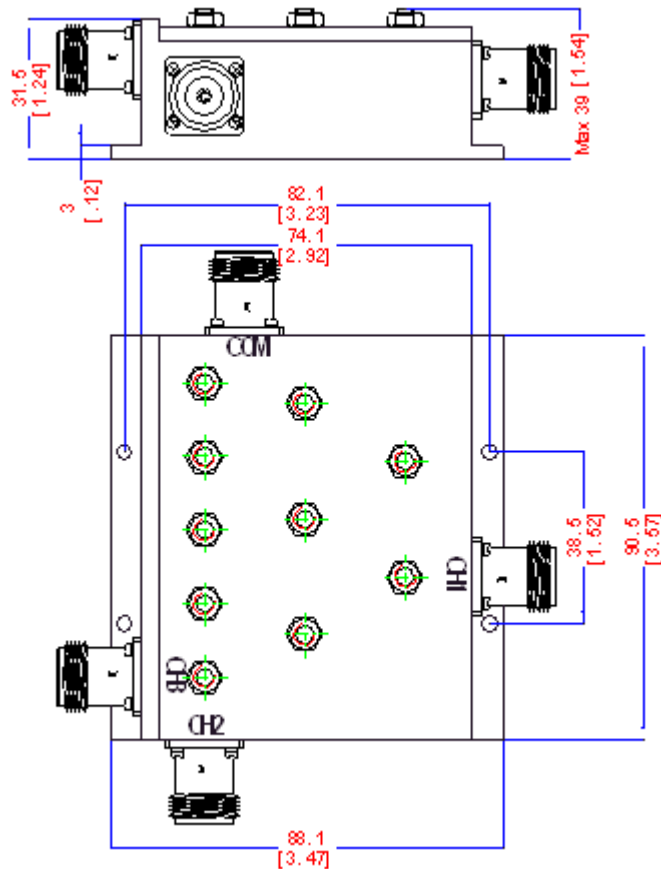 31.5
[1.24]
Max 39 [1.54]
3
[.12]
82.1
[3.23]
74.1
[2.92]
COM
38.5
[1.52]
90.5
[3.57]
CH1
CH3
CH2
88.1
[3.47]